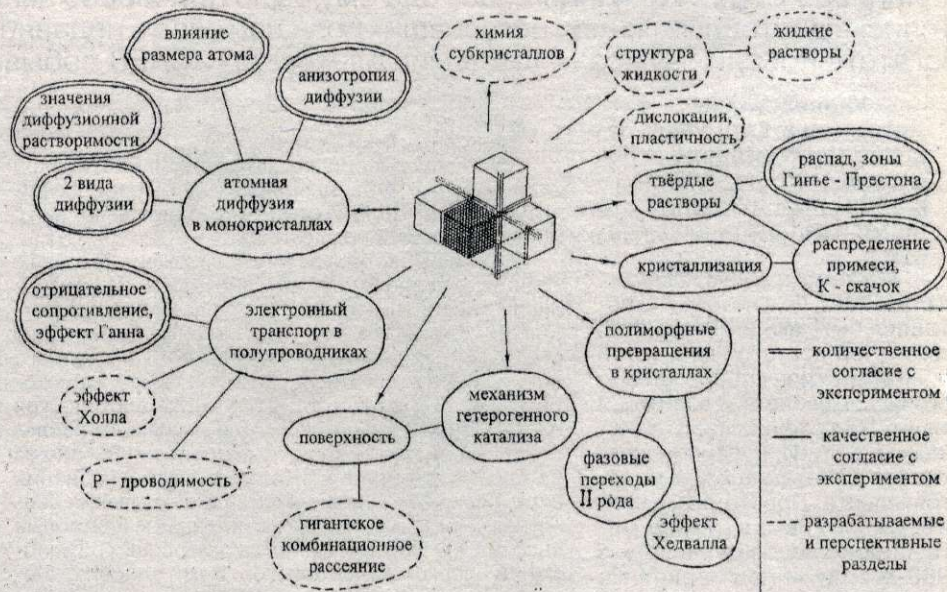 влияние
размера атома
анизотропия
диффузии
значения
диффузионной
растворимости
2 вида
диффузии
атомная
диффузия
в монокристаллах
химия
субкристаллов
структура
жидкости
жидкие
растворы
дислокации,
пластичность
твёрдые
растворы
распад, зоны
Гинье - Престона
кристаллизация
распределение
примеси,
К - скачок
отрицательное
сопротивление,
эффект Ганна
электронный
транспорт в
полупроводниках
эффект
Холла
Р – проводимость
поверхность
гигантское
комбинационное
рассеяние
механизм
гетерогенного
катализа
полиморфные
превращения
в кристаллах
фазовые
переходы
II рода
эффект
Хедвалла
количественное
согласие с
экспериментом
качественное
согласие с
экспериментом
разрабатываемые
и перспективные
разделы